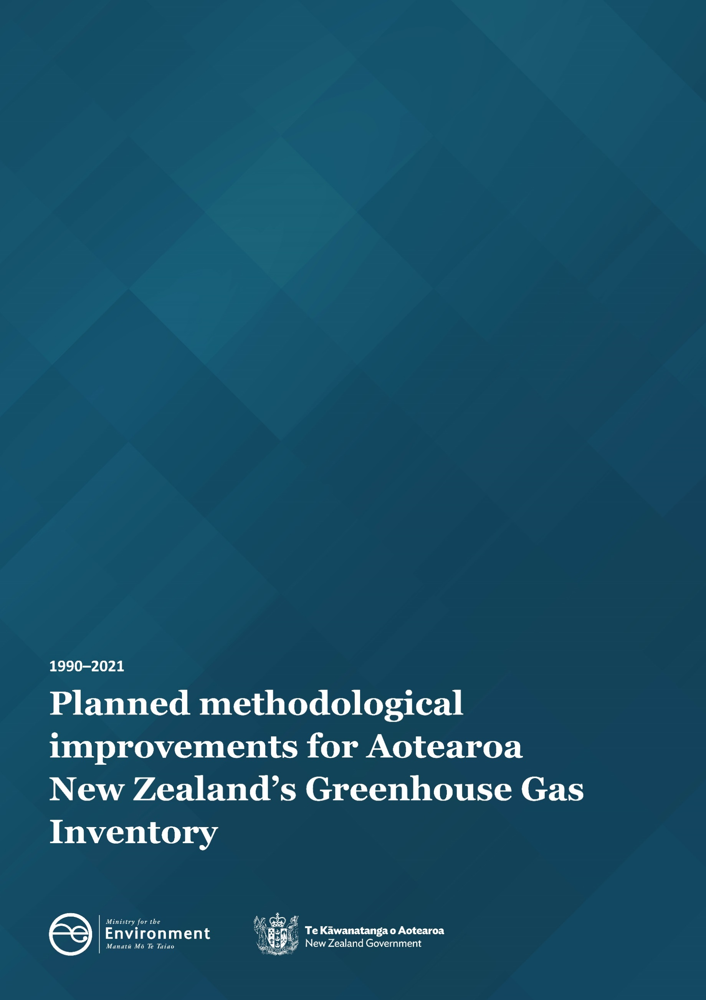 1990–2021
Planned methodological
improvements for Aotearoa
New Zealand’s Greenhouse Gas
Inventory
Ministry for the
Environment
Manatū Mō Te Taiao
Te Kāwanatanga o Aotearoa
New Zealand Government